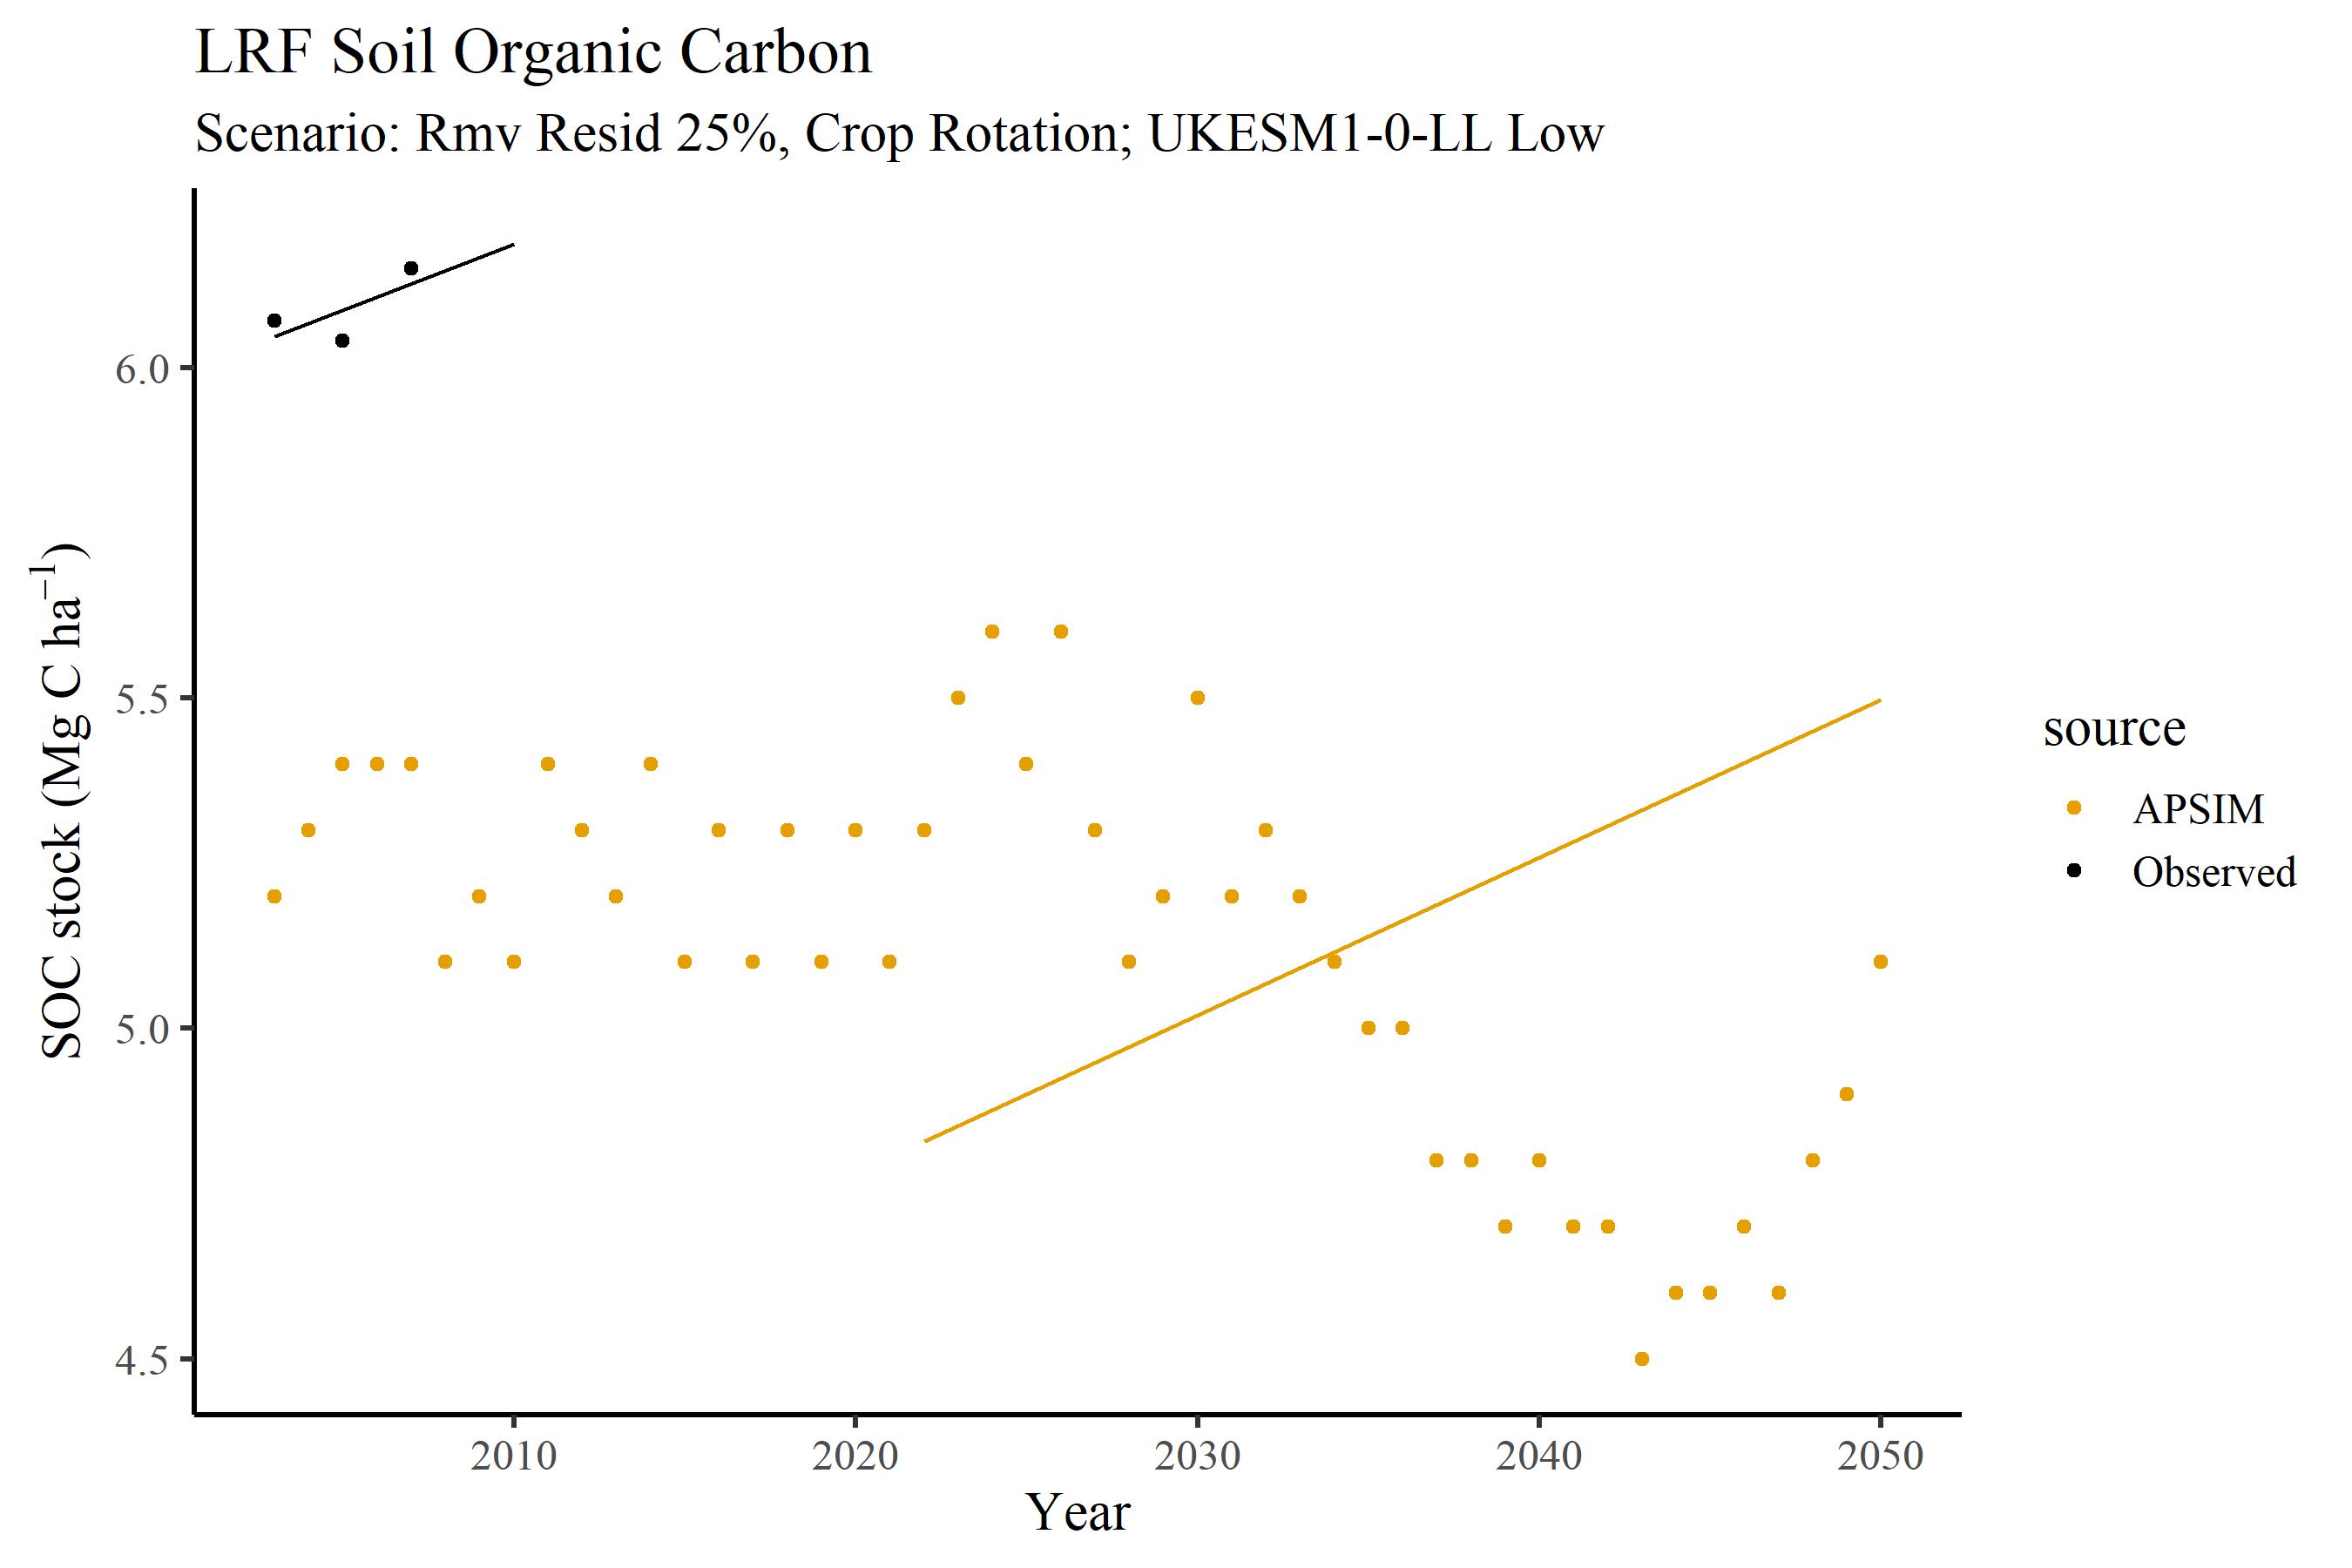 LRF Soil Organic Carbon
Scenario: Rmv Resid 25%, Crop Rotation; UKESM1-0-LL Low
SOC stock (Mg C ha⁻¹)
6.0
5.5
5.0
4.5
2010 2020 2030 2040 2050
Year
source
APSIM
Observed